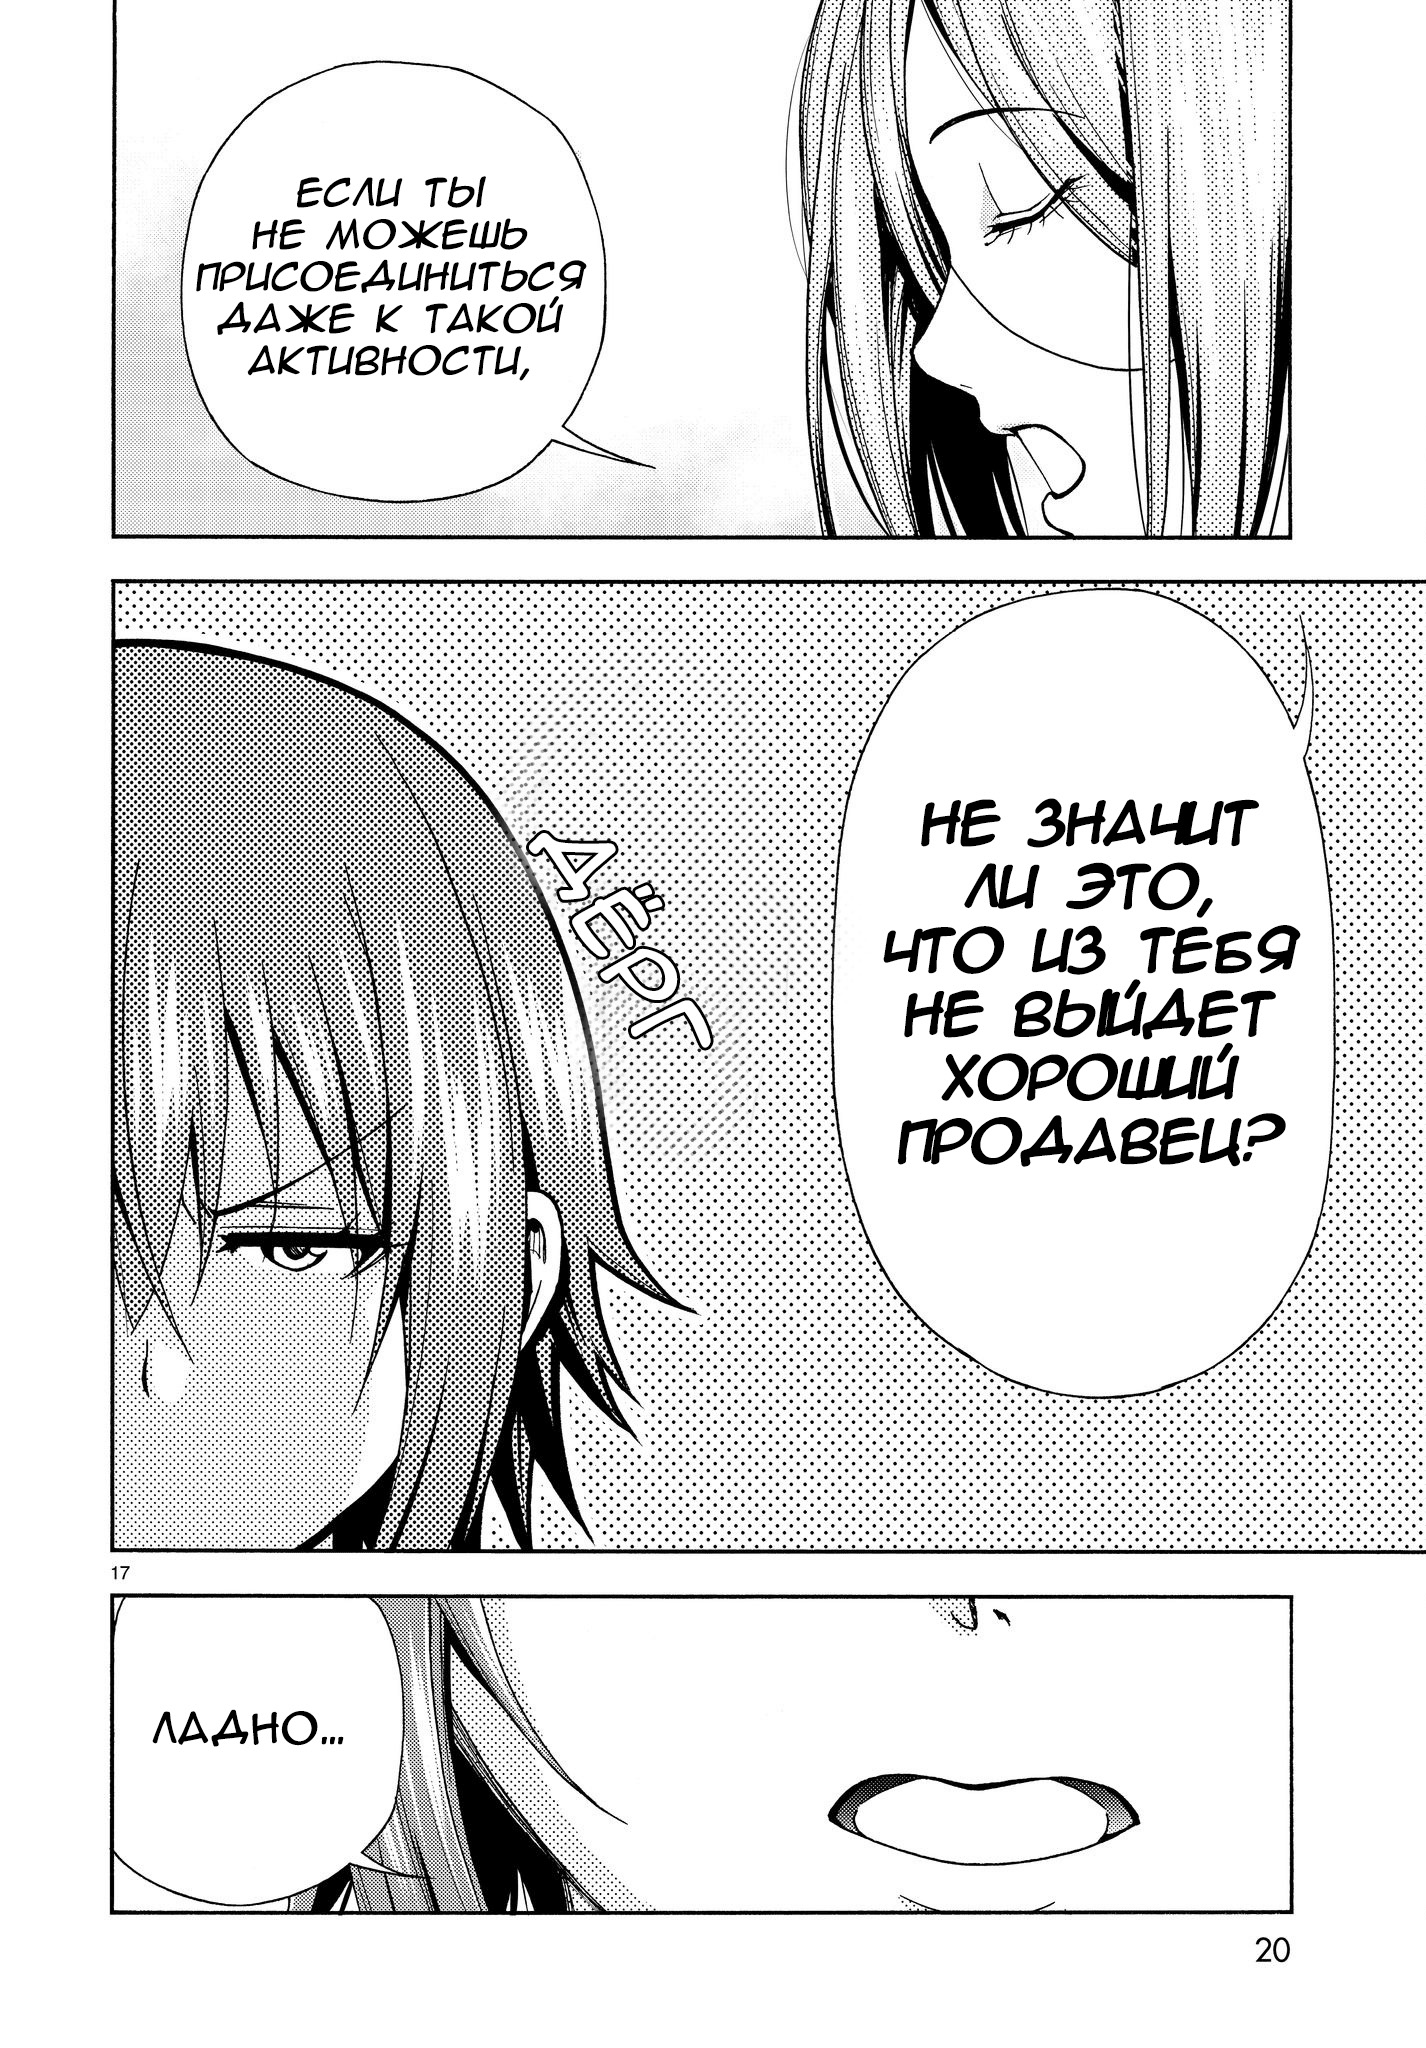 ЕСЛИ ТЫ
НЕ МОЖЕШЬ
ПРИСОЕДИНИТЬСЯ
ДАЖЕ К ТАКОЙ
АКТИВНОСТИ,
НЕ ЗНАЧИТ
ЛИ ЭТО,
ЧТО ИЗ ТЕБЯ
НЕ ВЫЙДЕТ
ХОРОШИЙ
ПРОДАВЕЦ?
ДЁРГ
17
ЛАДНО...
20